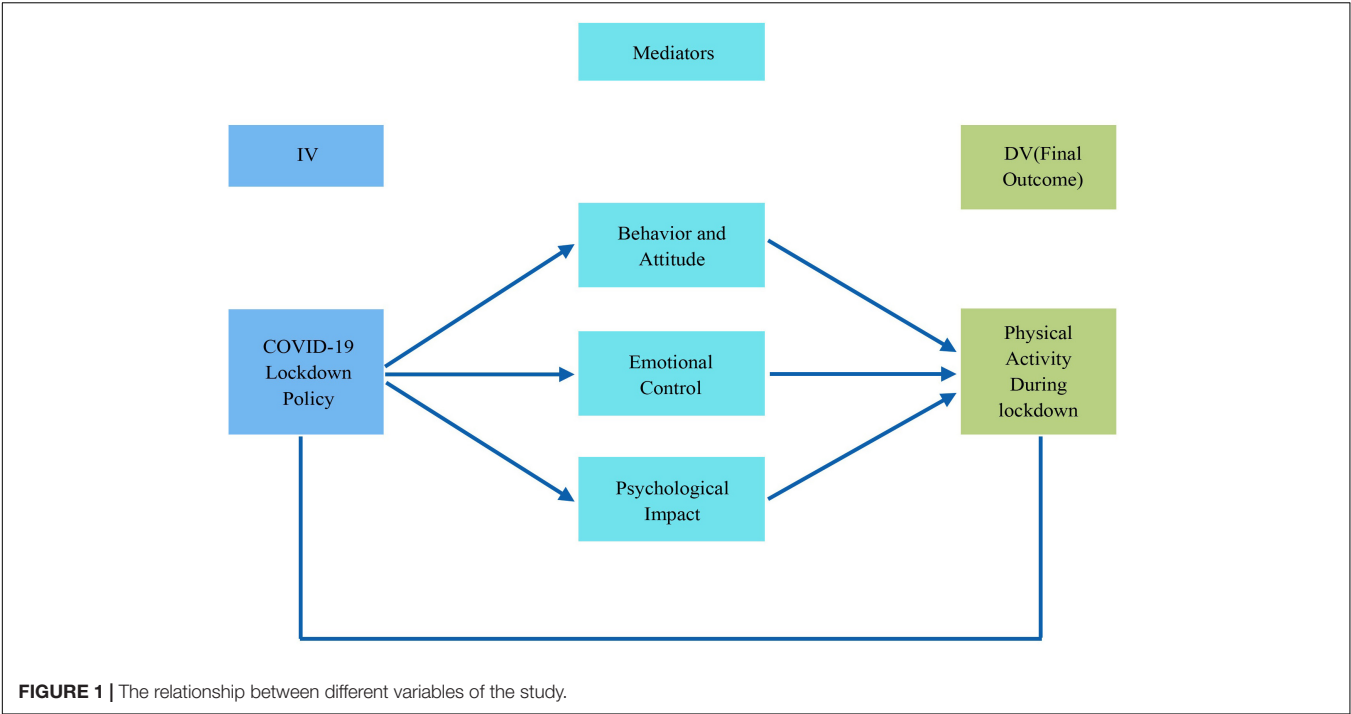 Mediators
IV
DV(Final
Outcome)
Behavior and
Attitude
COVID-19
Lockdown
Policy
Emotional
Control
Physical
Activity
During
lockdown
Psychological
Impact
FIGURE 1 | The relationship between different variables of the study.